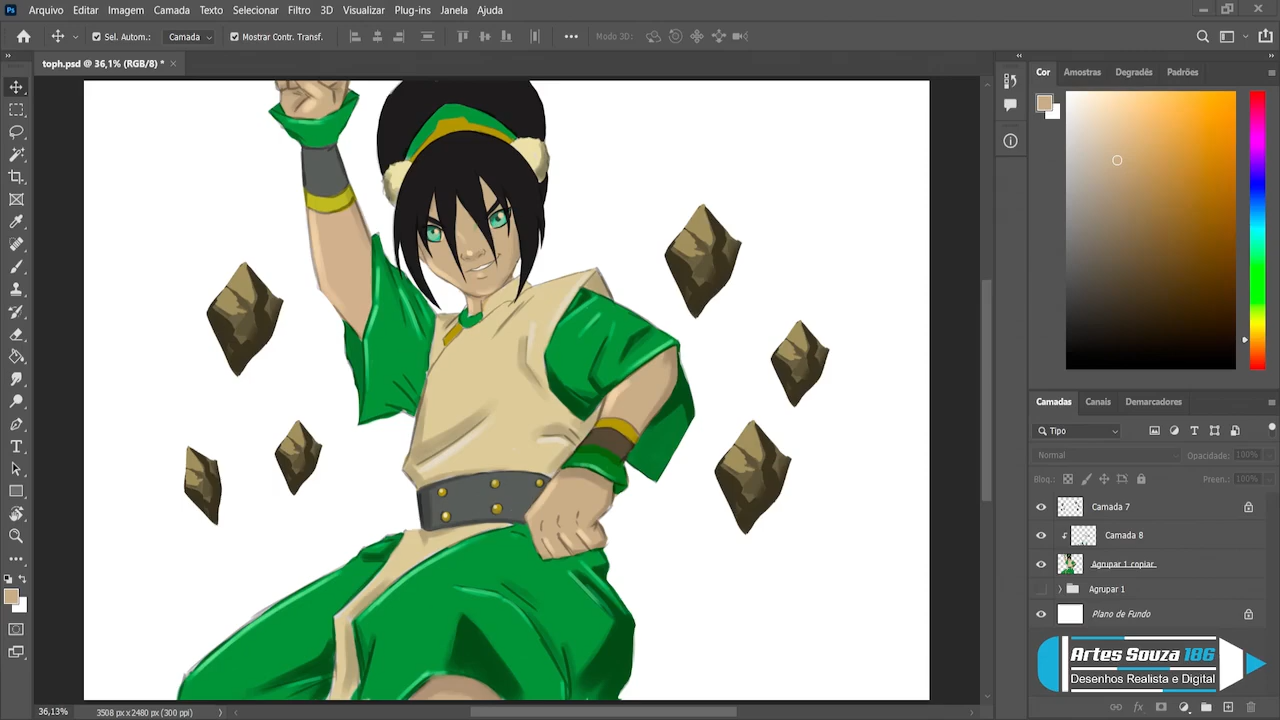 Ps Arquivo Editar Imagem Camada Texto Selecionar Filtro 3D Visualizar Plug-ins Janela Ajuda
Sel. Autom.: Camada Mostrar Contr. Transf. Modo 3D:
toph.psd @ 36,1% (RGB/8) *
Cor Amostras Degradês Padrões
Camadas Canais Demarcadores
Tipo
Normal Opacidade: 100%
Bloq.: Preen.: 100%
Camada 7
Camada 8
Agrupar 1 copiar
Agrupar 1
Plano de Fundo
Artes Souza 186
Desenhos Realista e Digital
36,13% 3508 px x 2480 px (300 ppi)